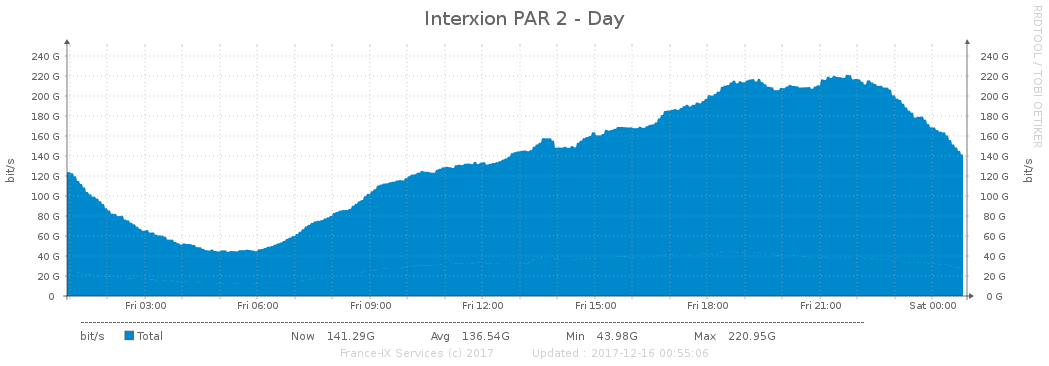 Interxion PAR 2 - Day
RRDTOOL / TOBI OETIKER
240 G 240 G
220 G 220 G
200 G 200 G
180 G 180 G
160 G 160 G
140 G 140 G
120 G 120 G
100 G 100 G
80 G 80 G
60 G 60 G
40 G 40 G
20 G 20 G
0 0 G
bit/s
bit/s
Fri 03:00 Fri 06:00 Fri 09:00 Fri 12:00 Fri 15:00 Fri 18:00 Fri 21:00 Sat 00:00
bit/s Total Now 141.29G Avg 136.54G Min 43.98G Max 220.95G
France-IX Services (c) 2017 Updated : 2017-12-16 00:55:06